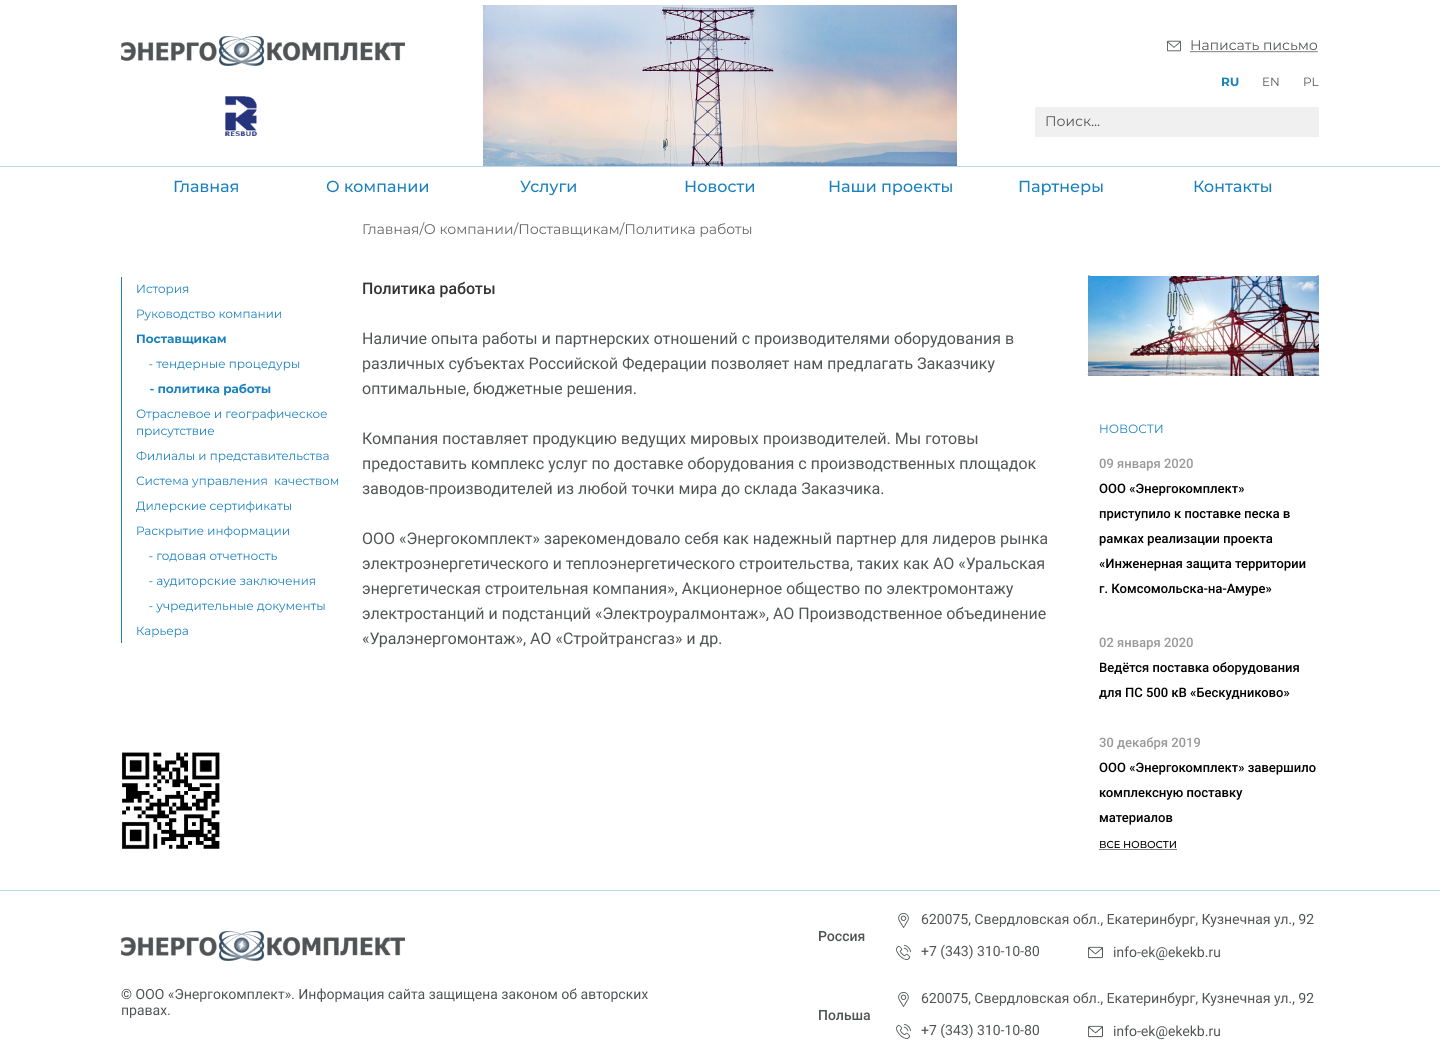 ЭНЕРГОКОМПЛЕКТ
RESBUD
Написать письмо
RU EN PL
Поиск...
Главная О компании Услуги Новости Наши проекты Партнеры Контакты
Главная/О компании/Поставщикам/Политика работы
История
Руководство компании
Поставщикам
- тендерные процедуры
- политика работы
Отраслевое и географическое
присутствие
Филиалы и представительства
Система управления качеством
Дилерские сертификаты
Раскрытие информации
- годовая отчетность
- аудиторские заключения
- учредительные документы
Карьера
Политика работы
Наличие опыта работы и партнерских отношений с производителями оборудования в
различных субъектах Российской Федерации позволяет нам предлагать Заказчику
оптимальные, бюджетные решения.
Компания поставляет продукцию ведущих мировых производителей. Мы готовы
предоставить комплекс услуг по доставке оборудования с производственных площадок
заводов-производителей из любой точки мира до склада Заказчика.
ООО «Энергокомплект» зарекомендовало себя как надежный партнер для лидеров рынка
электроэнергетического и теплоэнергетического строительства, таких как АО «Уральская
энергетическая строительная компания», Акционерное общество по электромонтажу
электростанций и подстанций «Электроуралмонтаж», АО Производственное объединение
«Уралэнергомонтаж», АО «Стройтрансгаз» и др.
НОВОСТИ
09 января 2020
ООО «Энергокомплект»
приступило к поставке песка в
рамках реализации проекта
«Инженерная защита территории
г. Комсомольска-на-Амуре»
02 января 2020
Ведётся поставка оборудования
для ПС 500 кВ «Бескудниково»
30 декабря 2019
ООО «Энергокомплект» завершило
комплексную поставку
материалов
ВСЕ НОВОСТИ
ЭНЕРГОКОМПЛЕКТ
© ООО «Энергокомплект». Информация сайта защищена законом об авторских
правах.
Россия
620075, Свердловская обл., Екатеринбург, Кузнечная ул., 92
+7 (343) 310-10-80 info-ek@ekekb.ru
Польша
620075, Свердловская обл., Екатеринбург, Кузнечная ул., 92
+7 (343) 310-10-80 info-ek@ekekb.ru